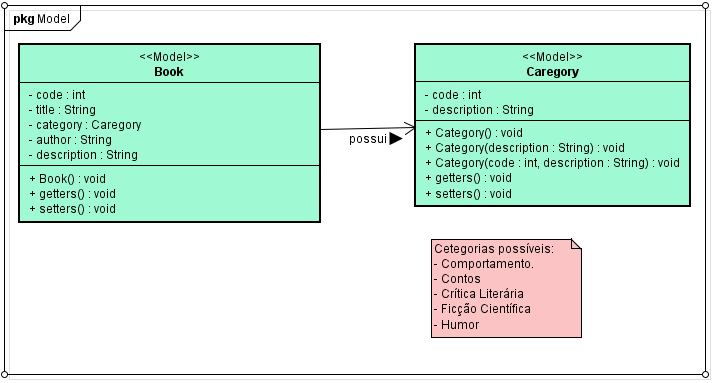 pkg Model
<<Model>>
Book
- code : int
- title : String
- category : Caregory
- author : String
- description : String
+ Book() : void
+ getters() : void
+ setters() : void
possui
<<Model>>
Caregory
- code : int
- description : String
+ Category() : void
+ Category(description : String) : void
+ Category(code : int, description : String) : void
+ getters() : void
+ setters() : void
Cetegorias possíveis:
- Comportamento.
- Contos
- Crítica Literária
- Ficção Científica
- Humor